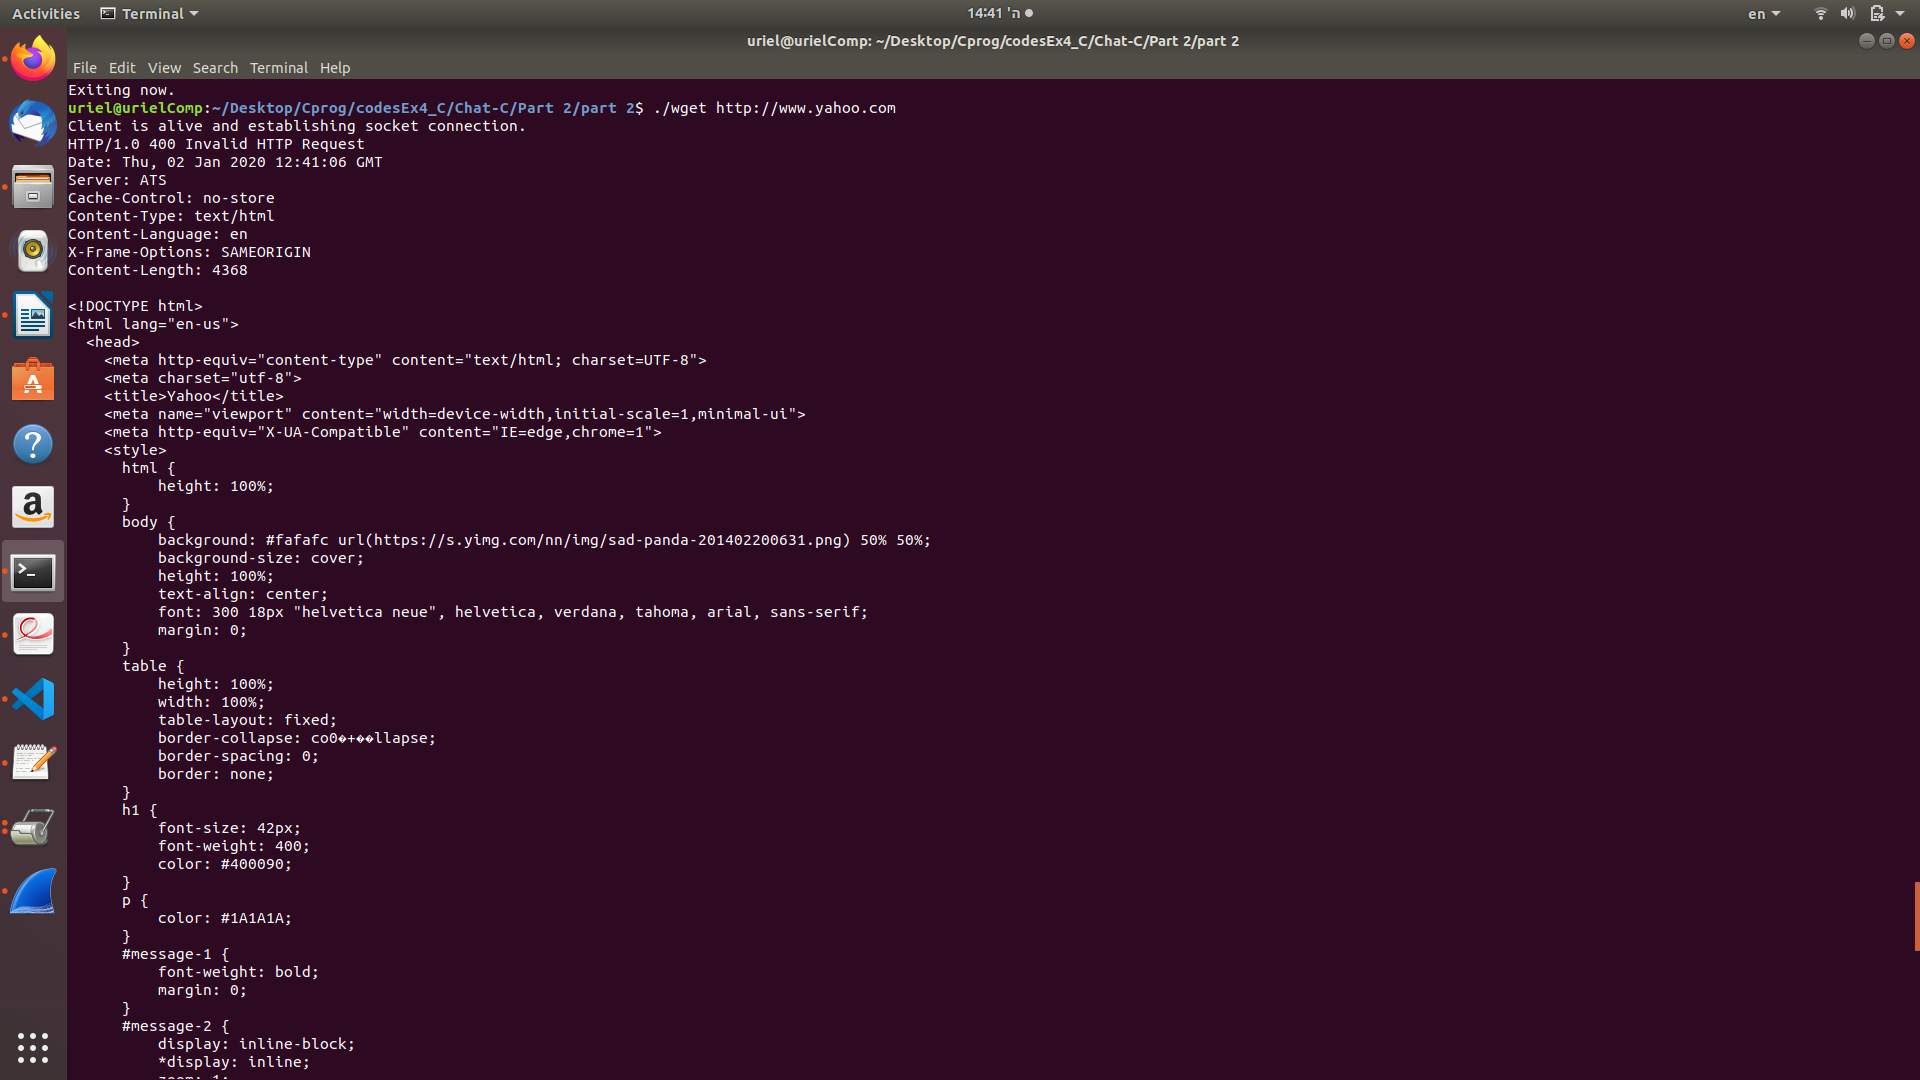 Activities Terminal 14:41 'ה en
uriel@urielComp: ~/Desktop/Cprog/codesEx4_C/Chat-C/Part 2/part 2
File Edit View Search Terminal Help
Exiting now.
uriel@urielComp:~/Desktop/Cprog/codesEx4_C/Chat-C/Part 2/part 2$ ./wget http://www.yahoo.com
Client is alive and establishing socket connection.
HTTP/1.0 400 Invalid HTTP Request
Date: Thu, 02 Jan 2020 12:41:06 GMT
Server: ATS
Cache-Control: no-store
Content-Type: text/html
Content-Language: en
X-Frame-Options: SAMEORIGIN
Content-Length: 4368
<!DOCTYPE html>
<html lang="en-us">
  <head>
    <meta http-equiv="content-type" content="text/html; charset=UTF-8">
    <meta charset="utf-8">
    <title>Yahoo</title>
    <meta name="viewport" content="width=device-width,initial-scale=1,minimal-ui">
    <meta http-equiv="X-UA-Compatible" content="IE=edge,chrome=1">
    <style>
      html {
          height: 100%;
      }
      body {
          background: #fafafc url(https://s.yimg.com/nn/img/sad-panda-201402200631.png) 50% 50%;
          background-size: cover;
          height: 100%;
          text-align: center;
          font: 300 18px "helvetica neue", helvetica, verdana, tahoma, arial, sans-serif;
          margin: 0;
      }
      table {
          height: 100%;
          width: 100%;
          table-layout: fixed;
          border-collapse: co0�+��llapse;
          border-spacing: 0;
          border: none;
      }
      h1 {
          font-size: 42px;
          font-weight: 400;
          color: #400090;
      }
      p {
          color: #1A1A1A;
      }
      #message-1 {
          font-weight: bold;
          margin: 0;
      }
      #message-2 {
          display: inline-block;
          *display: inline;
          zoom: 1;